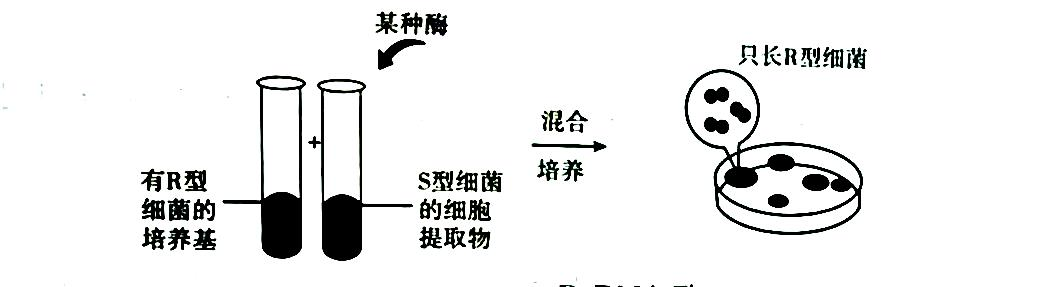 某种酶
只长R型细菌
+
混合
培养
有R型
细菌的
培养基
S型细菌
的细胞
提取物